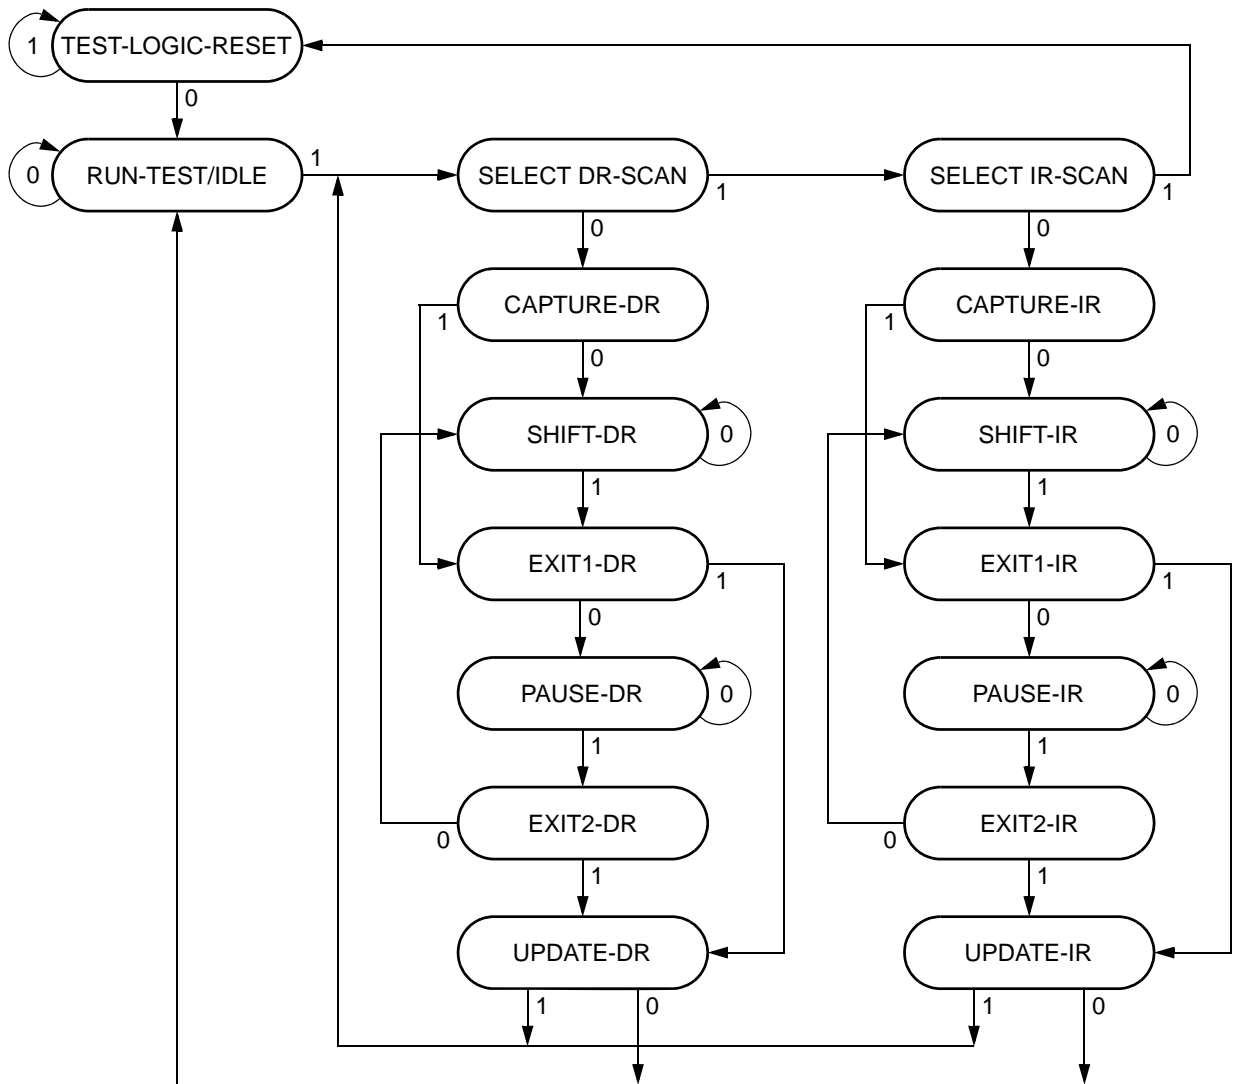 TEST-LOGIC-RESET
1
0
RUN-TEST/IDLE
0
1
SELECT DR-SCAN
1
0
SELECT IR-SCAN
1
0
CAPTURE-DR
1
0
CAPTURE-IR
1
0
SHIFT-DR
0
1
SHIFT-IR
0
1
EXIT1-DR
1
0
EXIT1-IR
1
0
PAUSE-DR
0
1
PAUSE-IR
0
1
EXIT2-DR
0
1
EXIT2-IR
0
1
UPDATE-DR
1
0
UPDATE-IR
1
0